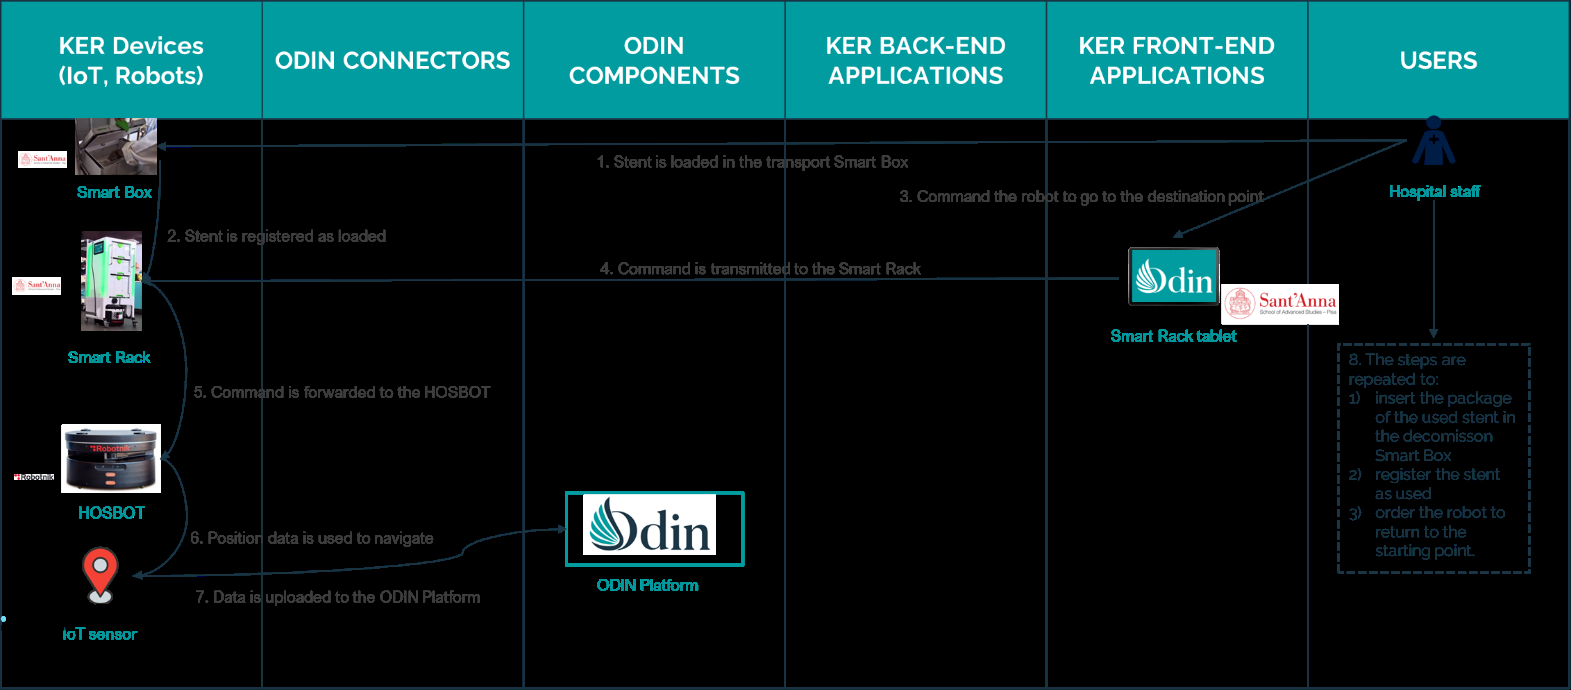 KER Devices
(IoT, Robots)
ODIN CONNECTORS
ODIN
COMPONENTS
KER BACK-END
APPLICATIONS
KER FRONT-END
APPLICATIONS
USERS
Sant'Anna
Smart Box
1. Stent is loaded in the transport Smart Box
Hospital staff
3. Command the robot to go to the destination point
2. Stent is registered as loaded
4. Command is transmitted to the Smart Rack
Sant'Anna
Smart Rack
Odin
Sant'Anna
School of Advanced Studies – Pisa
Smart Rack tablet
5. Command is forwarded to the HOSBOT
Robotnik
Robotnik
HOSBOT
6. Position data is used to navigate
Odin
ODIN Platform
7. Data is uploaded to the ODIN Platform
IoT sensor
8. The steps are
repeated to:
1) insert the package
of the used stent in
the decomisson
Smart Box
2) register the stent
as used
3) order the robot to
return to the
starting point.